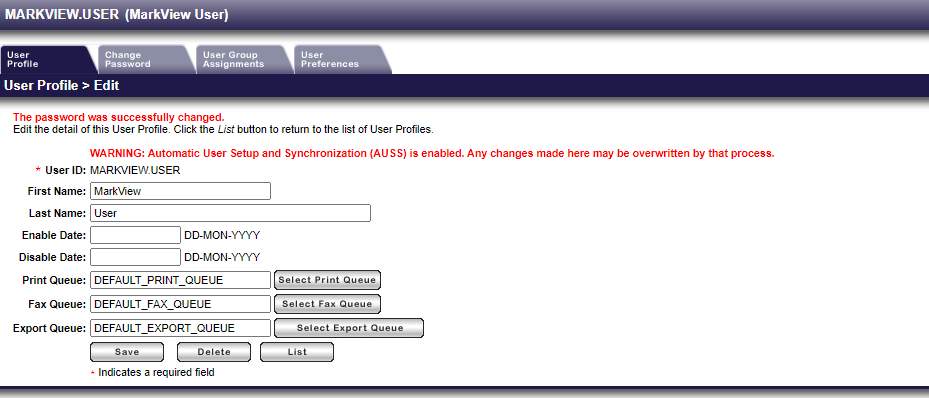 MARKVIEW.USER (MarkView User)
User Profile
Change Password
User Group Assignments
User Preferences
User Profile > Edit
The password was successfully changed.
Edit the detail of this User Profile. Click the List button to return to the list of User Profiles.
WARNING: Automatic User Setup and Synchronization (AUSS) is enabled. Any changes made here may be overwritten by that process.
* User ID: MARKVIEW.USER
First Name: MarkView
Last Name: User
Enable Date: DD-MON-YYYY
Disable Date: DD-MON-YYYY
Print Queue: DEFAULT_PRINT_QUEUE Select Print Queue
Fax Queue: DEFAULT_FAX_QUEUE Select Fax Queue
Export Queue: DEFAULT_EXPORT_QUEUE Select Export Queue
Save Delete List
* Indicates a required field